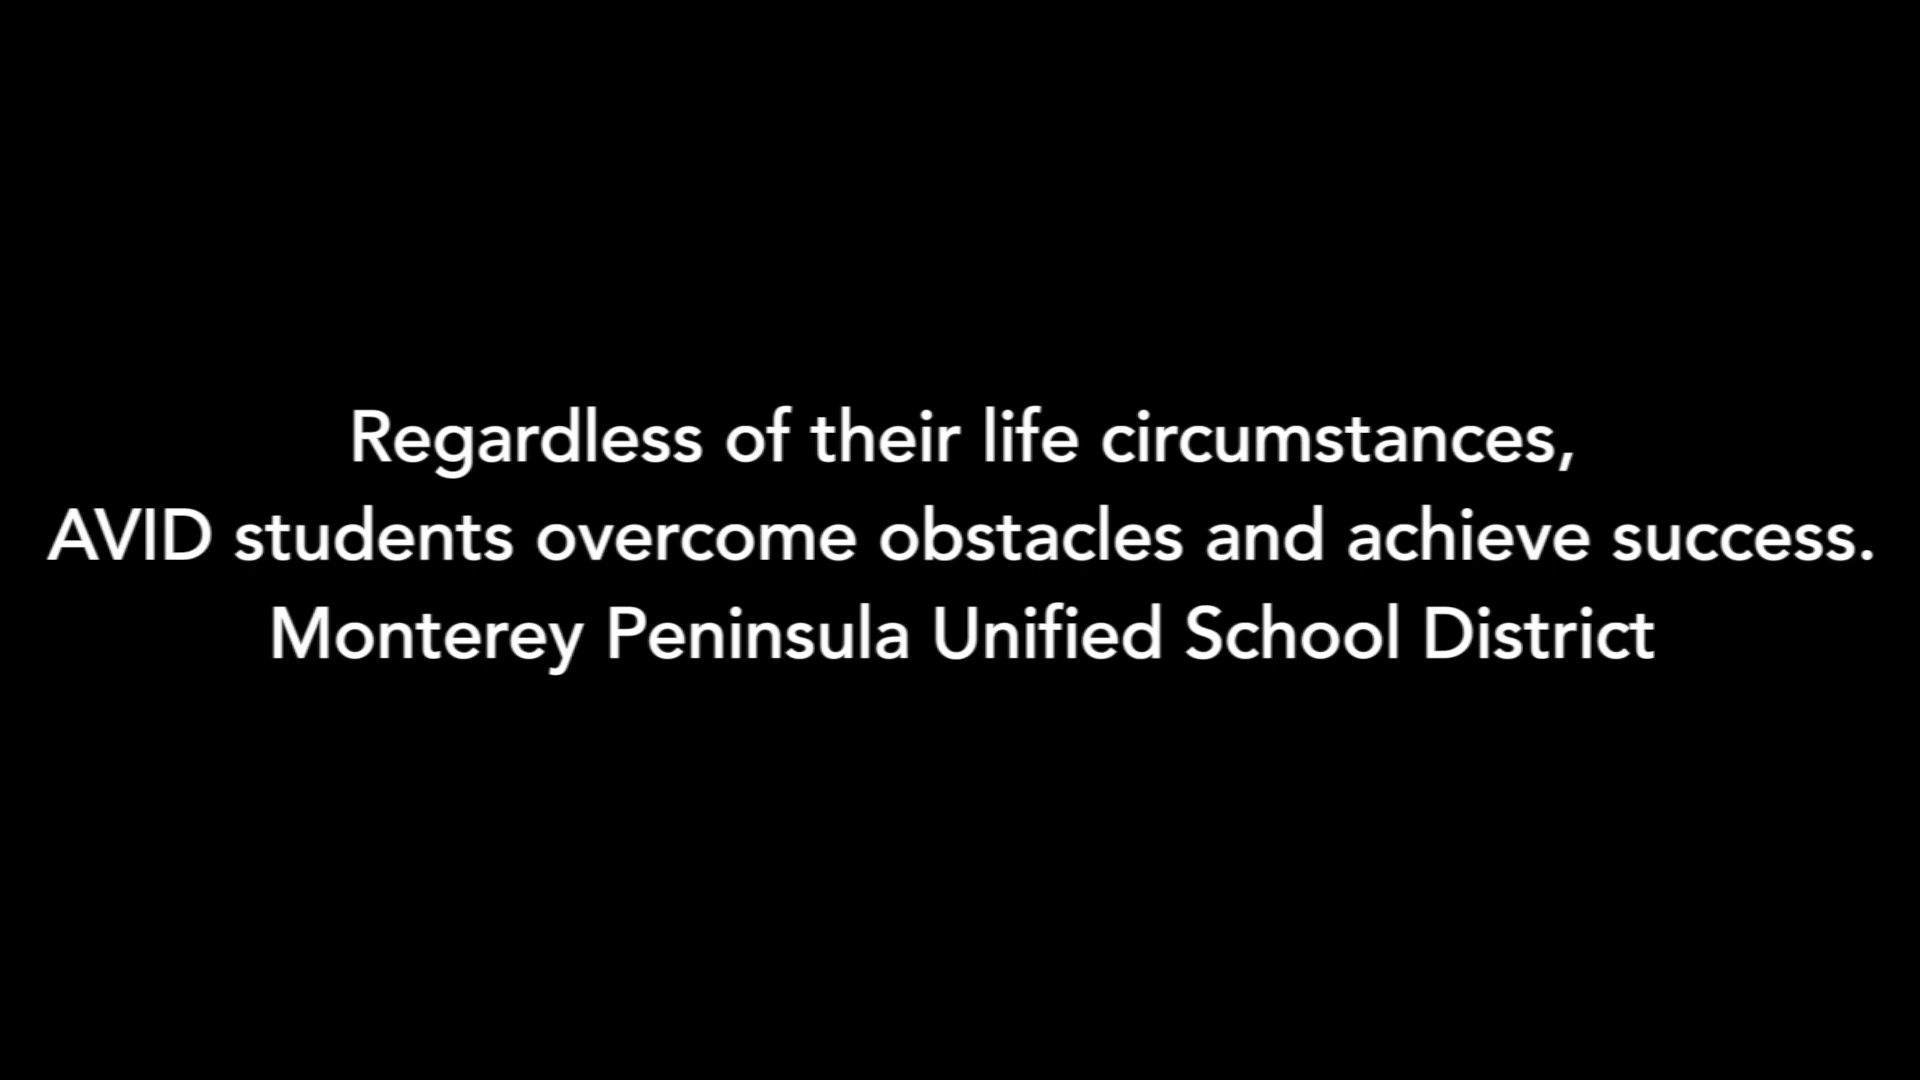 Regardless of their life circumstances,
AVID students overcome obstacles and achieve success.
Monterey Peninsula Unified School District